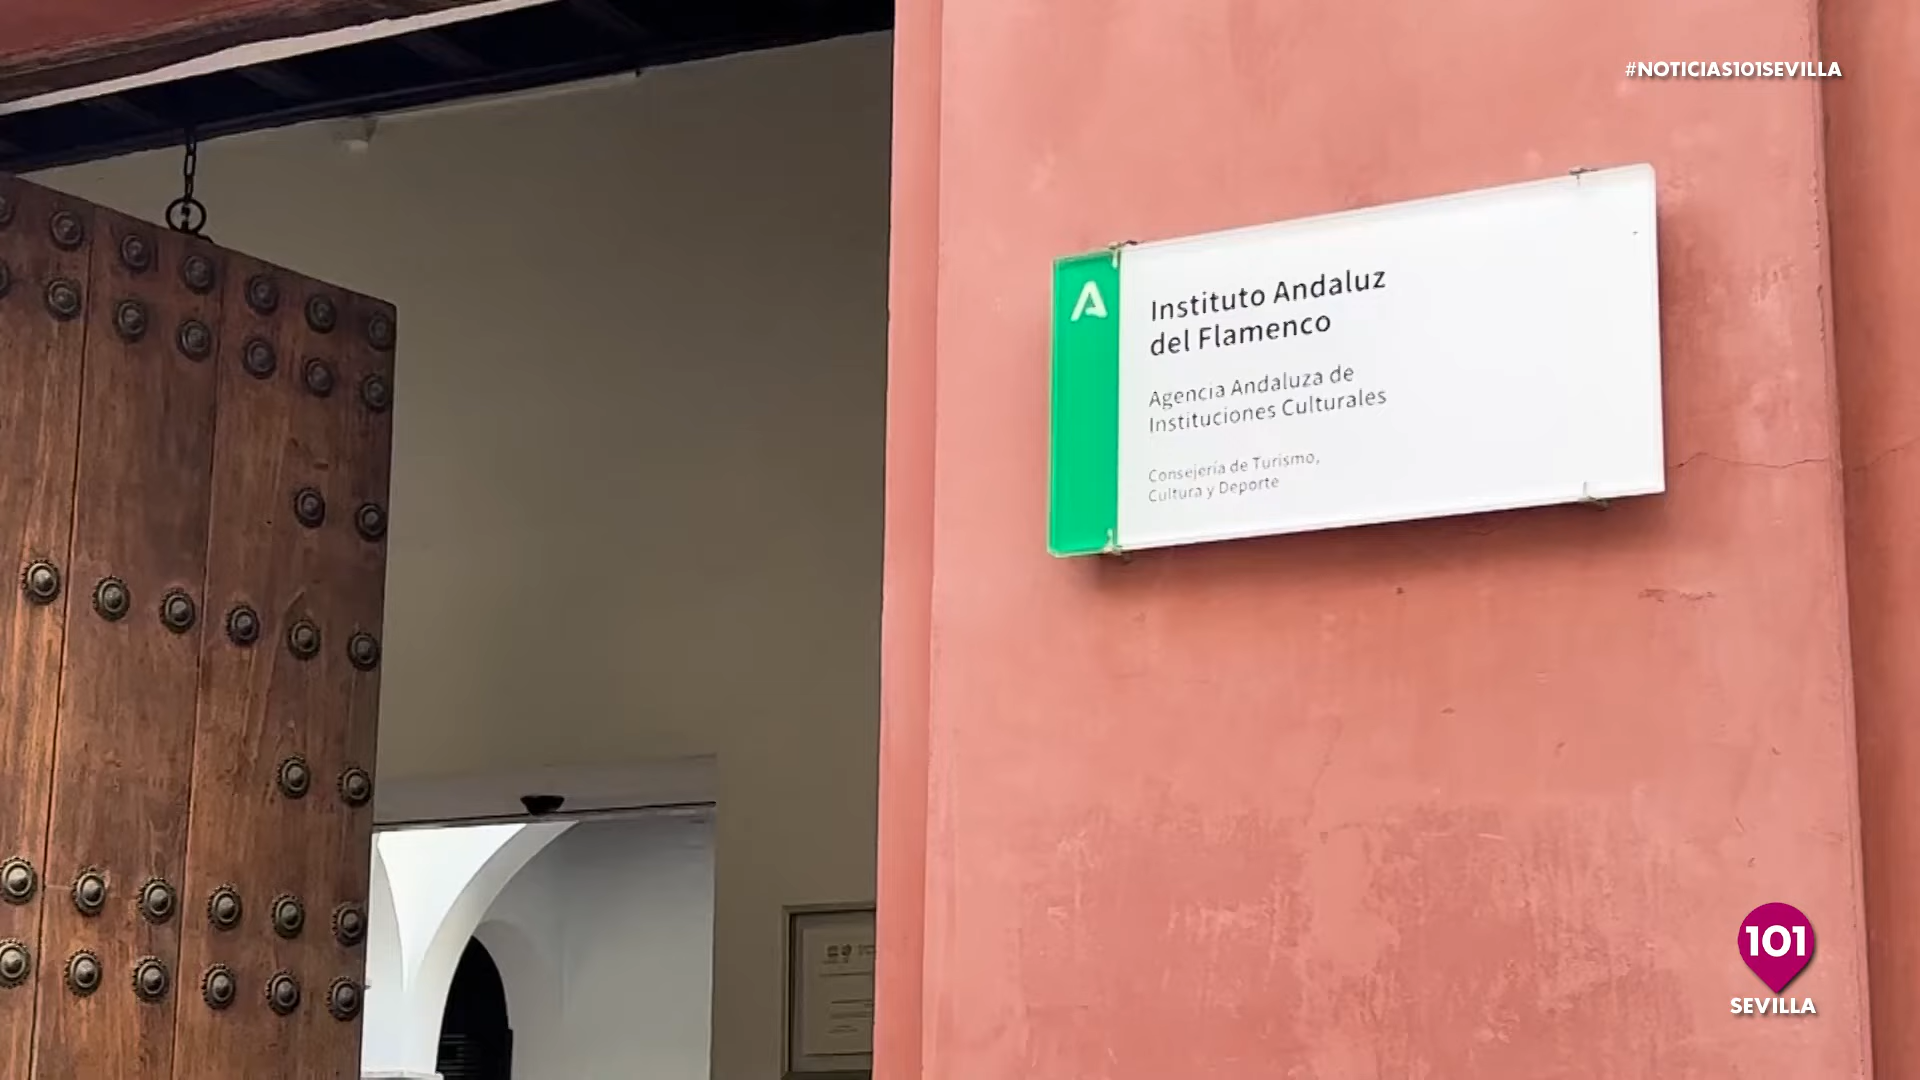 #NOTICIAS101SEVILLA
A
Instituto Andaluz
del Flamenco
Agencia Andaluza de
Instituciones Culturales
Consejería de Turismo,
Cultura y Deporte
101
SEVILLA